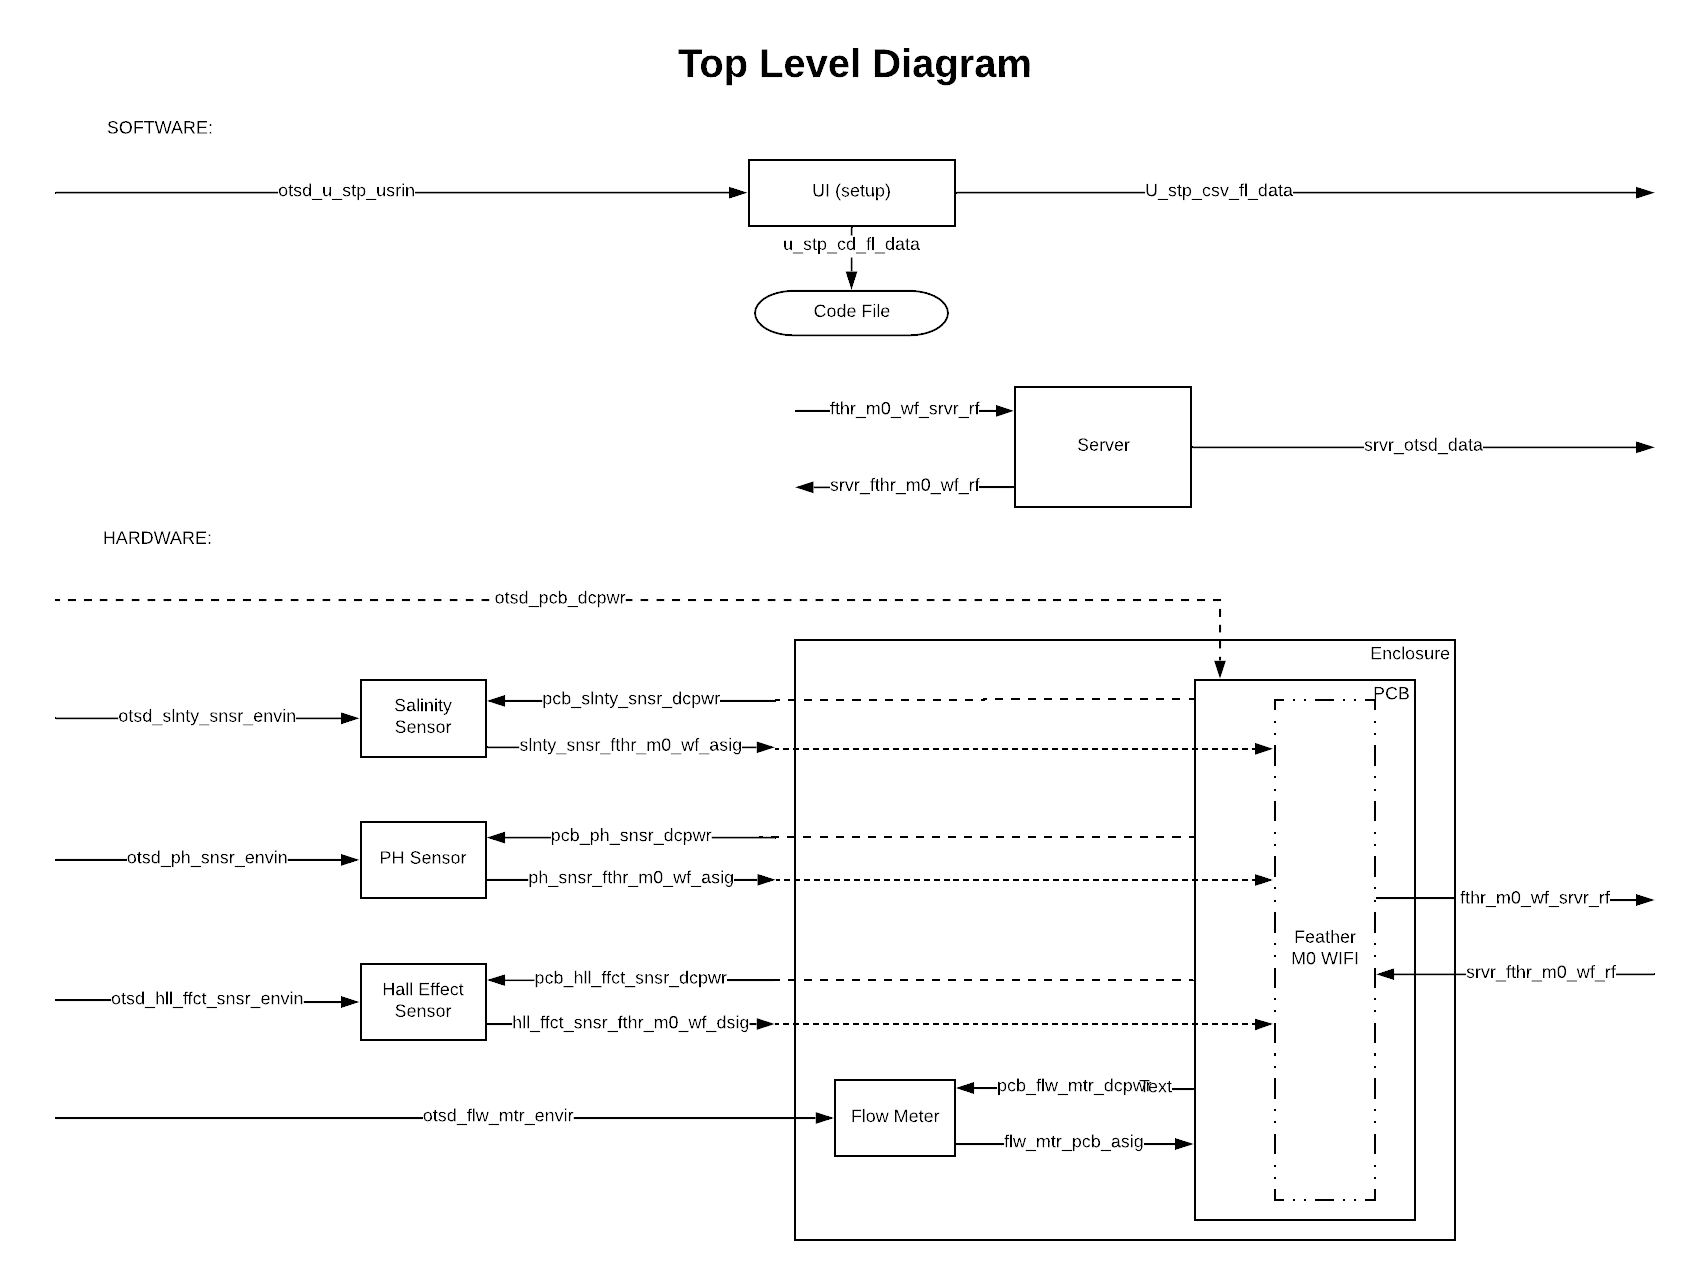 Top Level Diagram
SOFTWARE:
otsd_u_stp_usrin
UI (setup)
U_stp_csv_fl_data
u_stp_cd_fl_data
Code File
fthr_m0_wf_srvr_rf
Server
srvr_otsd_data
srvr_fthr_m0_wf_rf
HARDWARE:
otsd_pcb_dcpwr
Enclosure
PCB
otsd_slnty_snsr_envin
Salinity
Sensor
pcb_slnty_snsr_dcpwr
slnty_snsr_fthr_m0_wf_asig
otsd_ph_snsr_envin
PH Sensor
pcb_ph_snsr_dcpwr
ph_snsr_fthr_m0_wf_asig
fthr_m0_wf_srvr_rf
Feather
M0 WIFI
srvr_fthr_m0_wf_rf
otsd_hll_ffct_snsr_envin
Hall Effect
Sensor
pcb_hll_ffct_snsr_dcpwr
hll_ffct_snsr_fthr_m0_wf_dsig
otsd_flw_mtr_envir
Flow Meter
pcb_flw_mtr_dcpwr
Text
flw_mtr_pcb_asig